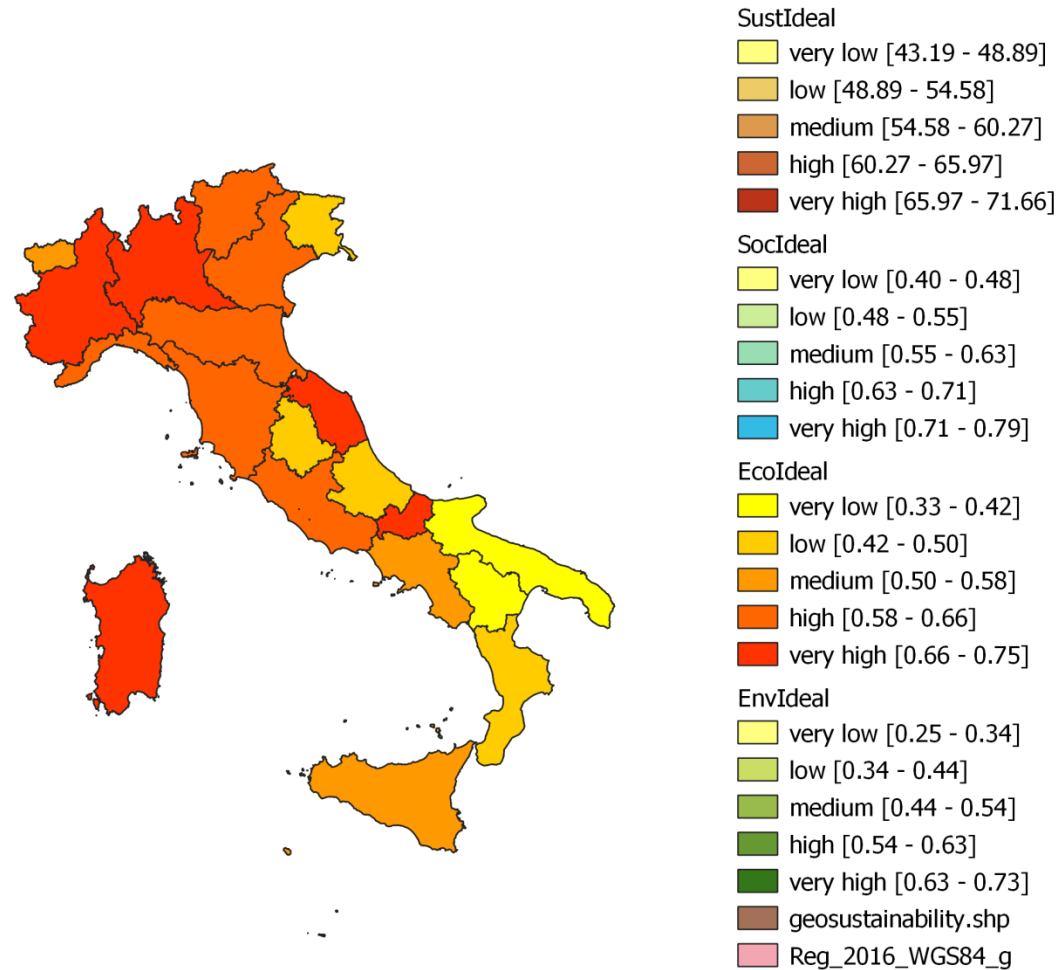 SustIdeal
very low [43.19 - 48.89]
low [48.89 - 54.58]
medium [54.58 - 60.27]
high [60.27 - 65.97]
very high [65.97 - 71.66]
SocIdeal
very low [0.40 - 0.48]
low [0.48 - 0.55]
medium [0.55 - 0.63]
high [0.63 - 0.71]
very high [0.71 - 0.79]
EcoIdeal
very low [0.33 - 0.42]
low [0.42 - 0.50]
medium [0.50 - 0.58]
high [0.58 - 0.66]
very high [0.66 - 0.75]
EnvIdeal
very low [0.25 - 0.34]
low [0.34 - 0.44]
medium [0.44 - 0.54]
high [0.54 - 0.63]
very high [0.63 - 0.73]
geosustainability.shp
Reg_2016_WGS84_g